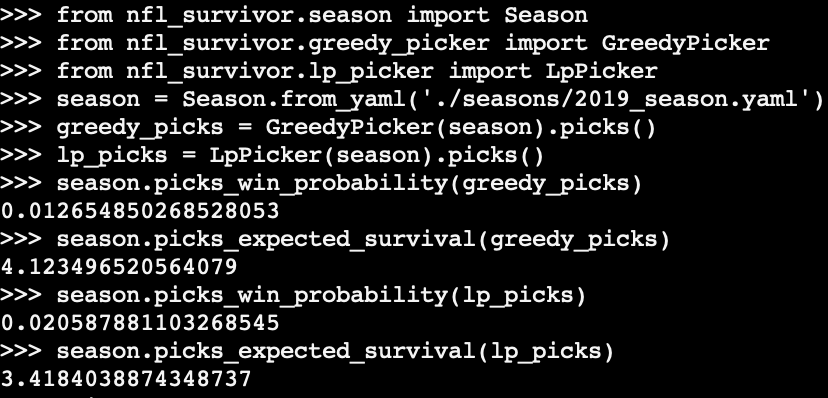 >>> from nfl_survivor.season import Season
>>> from nfl_survivor.greedy_picker import GreedyPicker
>>> from nfl_survivor.lp_picker import LpPicker
>>> season = Season.from_yaml('./seasons/2019_season.yaml')
>>> greedy_picks = GreedyPicker(season).picks()
>>> lp_picks = LpPicker(season).picks()
>>> season.picks_win_probability(greedy_picks)
0.012654850268528053
>>> season.picks_expected_survival(greedy_picks)
4.123496520564079
>>> season.picks_win_probability(lp_picks)
0.020587881103268545
>>> season.picks_expected_survival(lp_picks)
3.4184038874348737